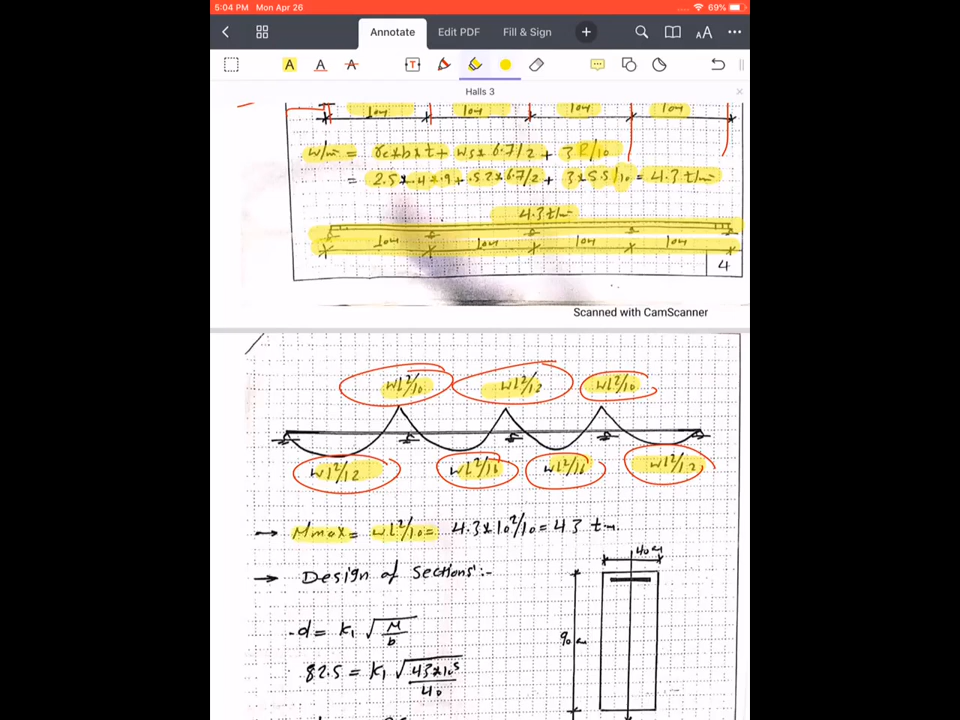 5:04 PM Mon Apr 26
69%
Annotate Edit PDF Fill & Sign
AA
A A A T
Halls 3
10m 10m 10m 10m
w/m = γc×b×t + ws×6.7/2 + 3R/10
= 2.5×.4×.9 + .52×6.7/2 + 3×5.5/10 = 4.3 t/m
4.3 t/m
10m 10m 10m 10m
4
Scanned with CamScanner
wl²/10 wl²/12 wl²/10
wl²/12 wl²/16 wl²/16 wl²/12
→ Mmax = wl²/10 = 4.3×10²/10 = 43 t.m.
→ Design of sections:-
40cm
- d = k₁ √M/b
90cm
82.5 = k₁ √43×10⁵/40